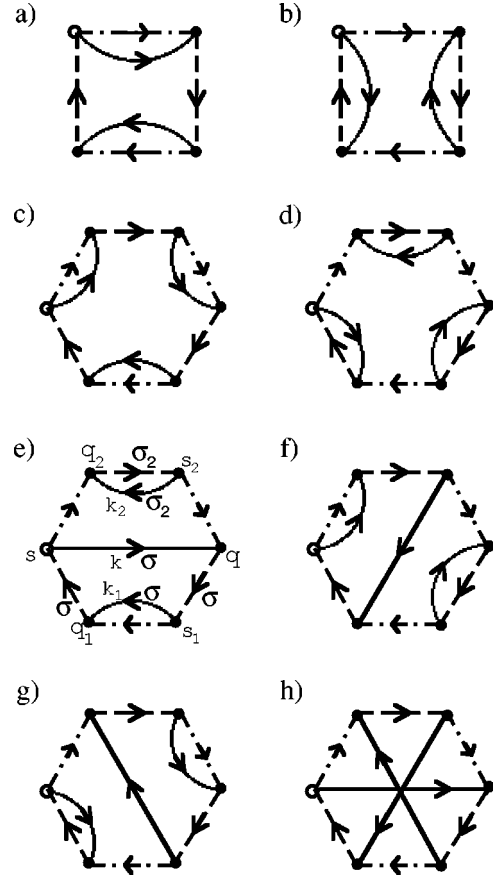 a) b)
c) d)
e) q₂ σ₂ s₂ f)
k₂ σ₂
s k σ q
σ k₁ σ σ
q₁ s₁
g) h)